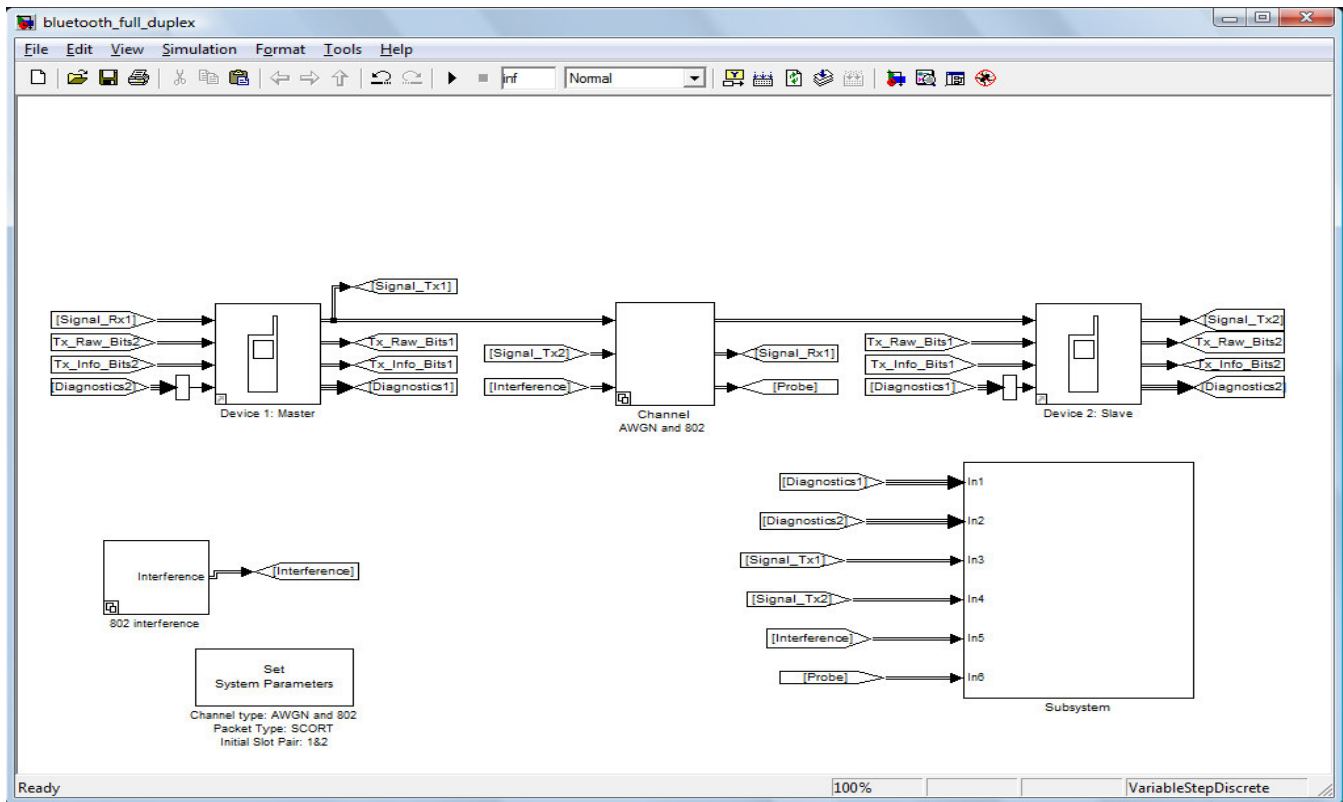 bluetooth_full_duplex
File Edit View Simulation Format Tools Help
inf Normal
[Signal_Tx1]
[Signal_Rx1]
Tx_Raw_Bits2
Tx_Info_Bits2
[Diagnostics2]
Device 1: Master
Tx_Raw_Bits1
Tx_Info_Bits1
[Diagnostics1]
[Signal_Tx2]
[Interference]
Channel
AWGN and 802
[Signal_Rx1]
[Probe]
Tx_Raw_Bits1
Tx_Info_Bits1
[Diagnostics1]
Device 2: Slave
[Signal_Tx2]
Tx_Raw_Bits2
Tx_Info_Bits2
[Diagnostics2]
[Diagnostics1] In1
[Diagnostics2] In2
[Signal_Tx1] In3
[Signal_Tx2] In4
[Interference] In5
[Probe] In6
Subsystem
Interference
[Interference]
802 interference
Set
System Parameters
Channel type: AWGN and 802
Packet Type: SCORT
Initial Slot Pair: 1&2
Ready 100% VariableStepDiscrete